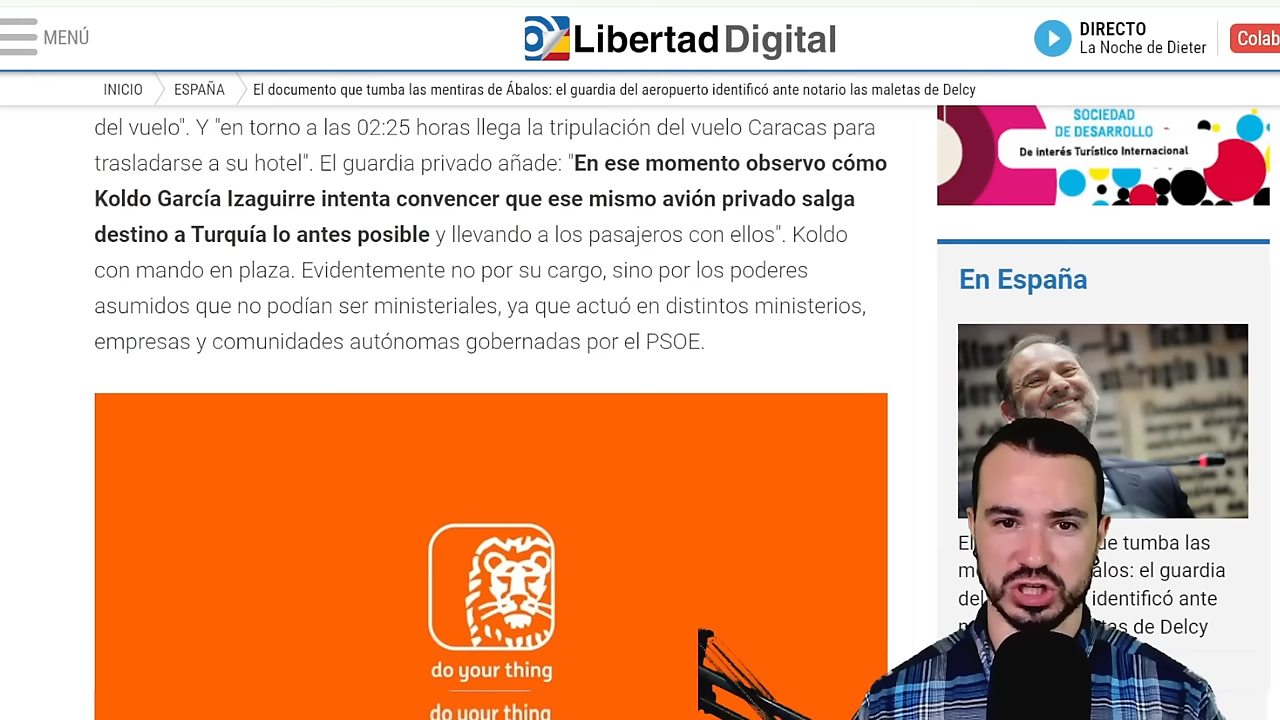 MENÚ
Libertad Digital
DIRECTO
La Noche de Dieter
Colab
INICIO
ESPAÑA
El documento que tumba las mentiras de Ábalos: el guardia del aeropuerto identificó ante notario las maletas de Delcy
del vuelo". Y "en torno a las 02:25 horas llega la tripulación del vuelo Caracas para
trasladarse a su hotel". El guardia privado añade: "En ese momento observo cómo
Koldo García Izaguirre intenta convencer que ese mismo avión privado salga
destino a Turquía lo antes posible y llevando a los pasajeros con ellos". Koldo
con mando en plaza. Evidentemente no por su cargo, sino por los poderes
asumidos que no podían ser ministeriales, ya que actuó en distintos ministerios,
empresas y comunidades autónomas gobernadas por el PSOE.
do your thing
do your thing
SOCIEDAD
DE DESARROLLO
De interés Turístico Internacional
En España
El ue tumba las
alos: el guardia
del identificó ante
tas de Delcy